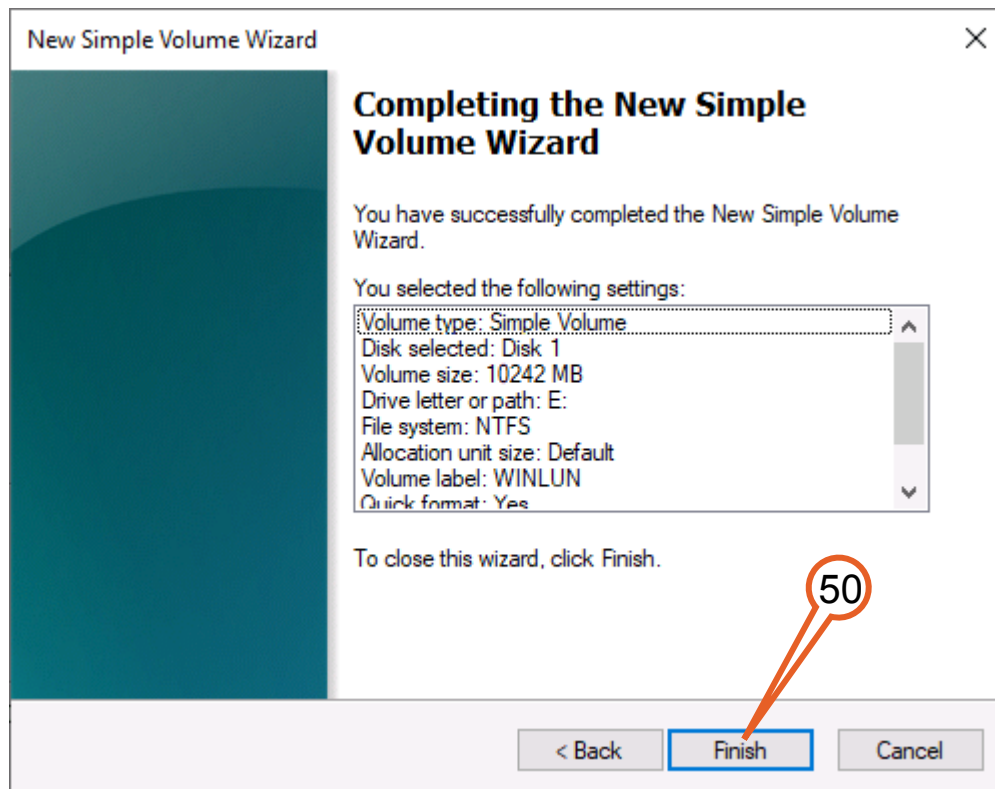 New Simple Volume Wizard
Completing the New Simple
Volume Wizard
You have successfully completed the New Simple Volume
Wizard.
You selected the following settings:
Volume type: Simple Volume
Disk selected: Disk 1
Volume size: 10242 MB
Drive letter or path: E:
File system: NTFS
Allocation unit size: Default
Volume label: WINLUN
Quick format: Yes
To close this wizard, click Finish.
50
< Back Finish Cancel